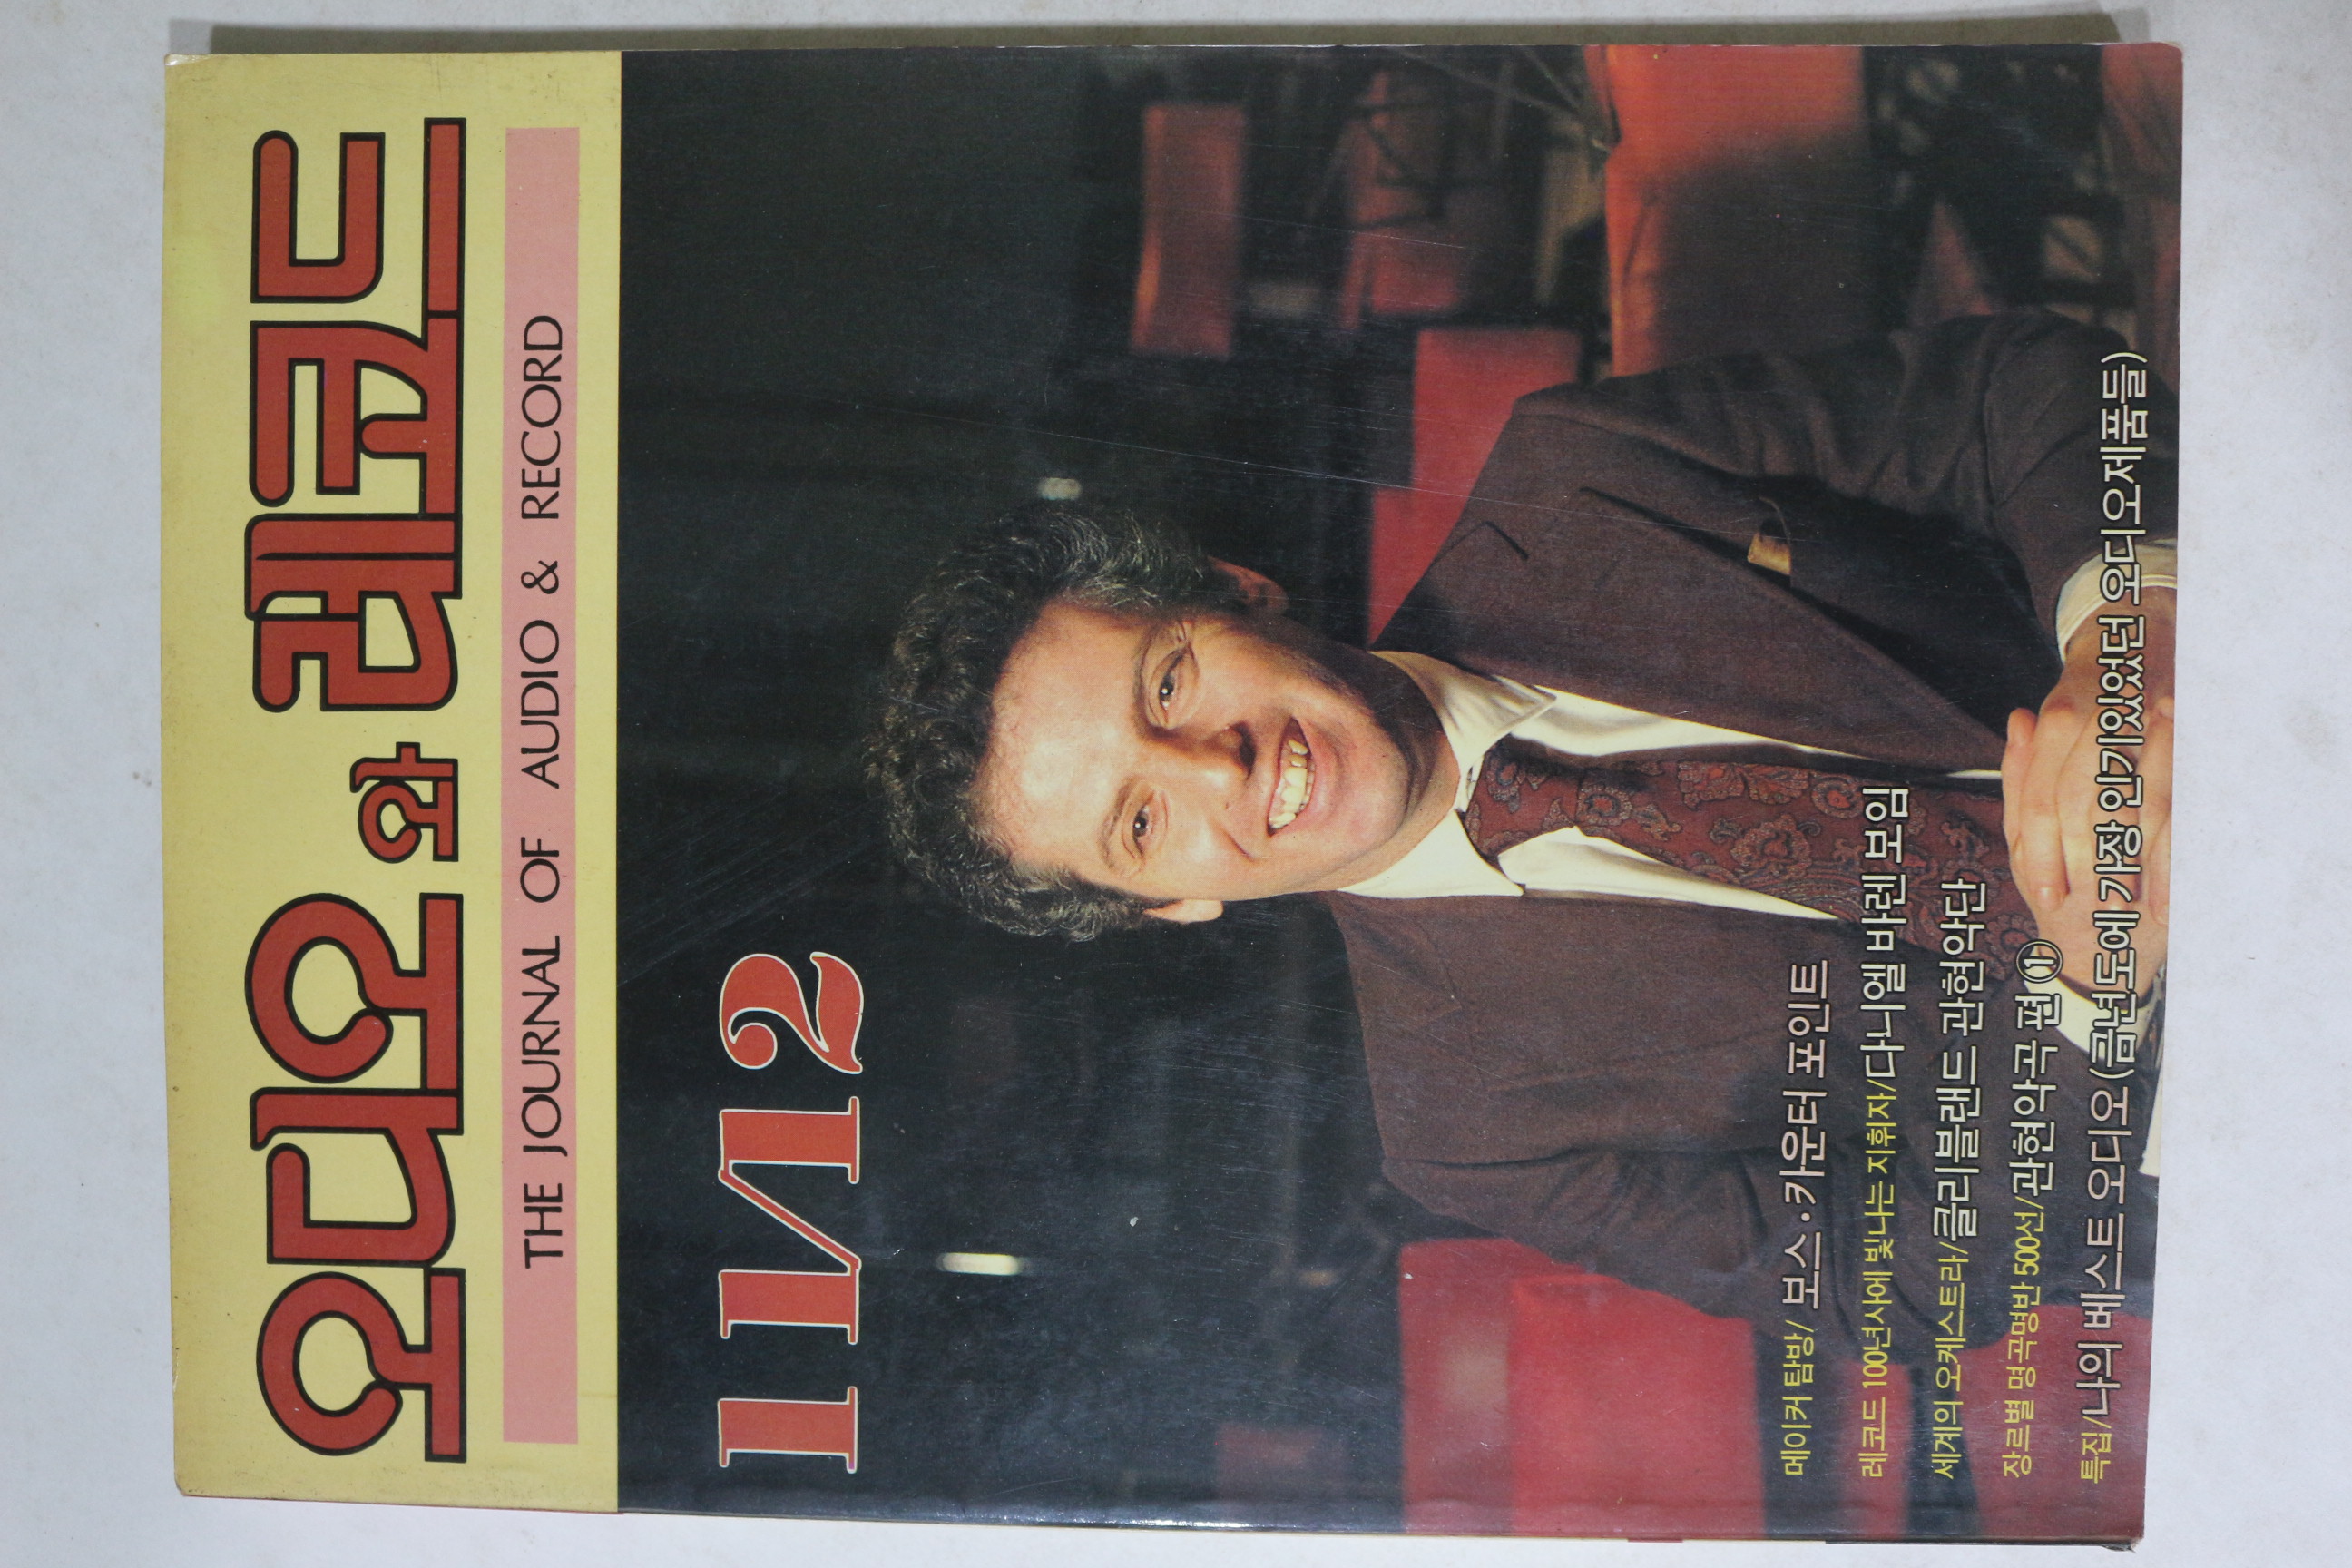 오디오와 레코드
THE JOURNAL OF AUDIO & RECORD
11/12
메이커 탐방/ 보스·카운터 포인트
레코드 100년사에 빛나는 지휘자/다니엘 바렌 보임
세계의 오케스트라/클리블랜드 관현악단
장르별 명곡명반 500선/관현악곡 편①
특집/나의 베스트 오디오(금년도에 가장 인기있었던 오디오제품들)